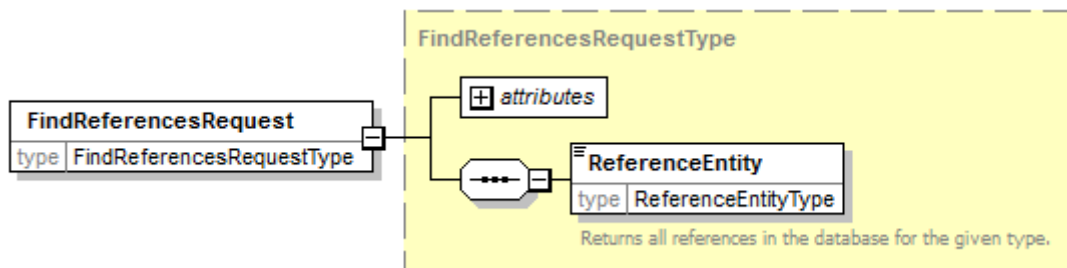 FindReferencesRequestType
attributes
FindReferencesRequest
type FindReferencesRequestType
ReferenceEntity
type ReferenceEntityType
Returns all references in the database for the given type.